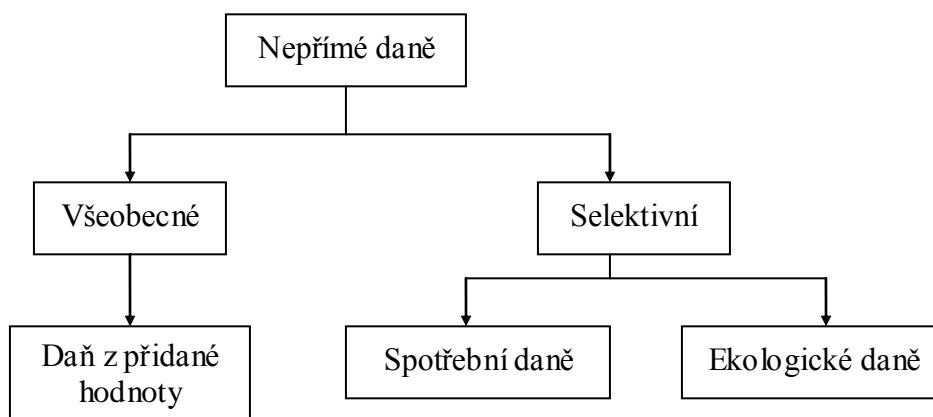 Nepřímé daně
Všeobecné
Selektivní
Daň z přidané
hodnoty
Spotřební daně
Ekologické daně